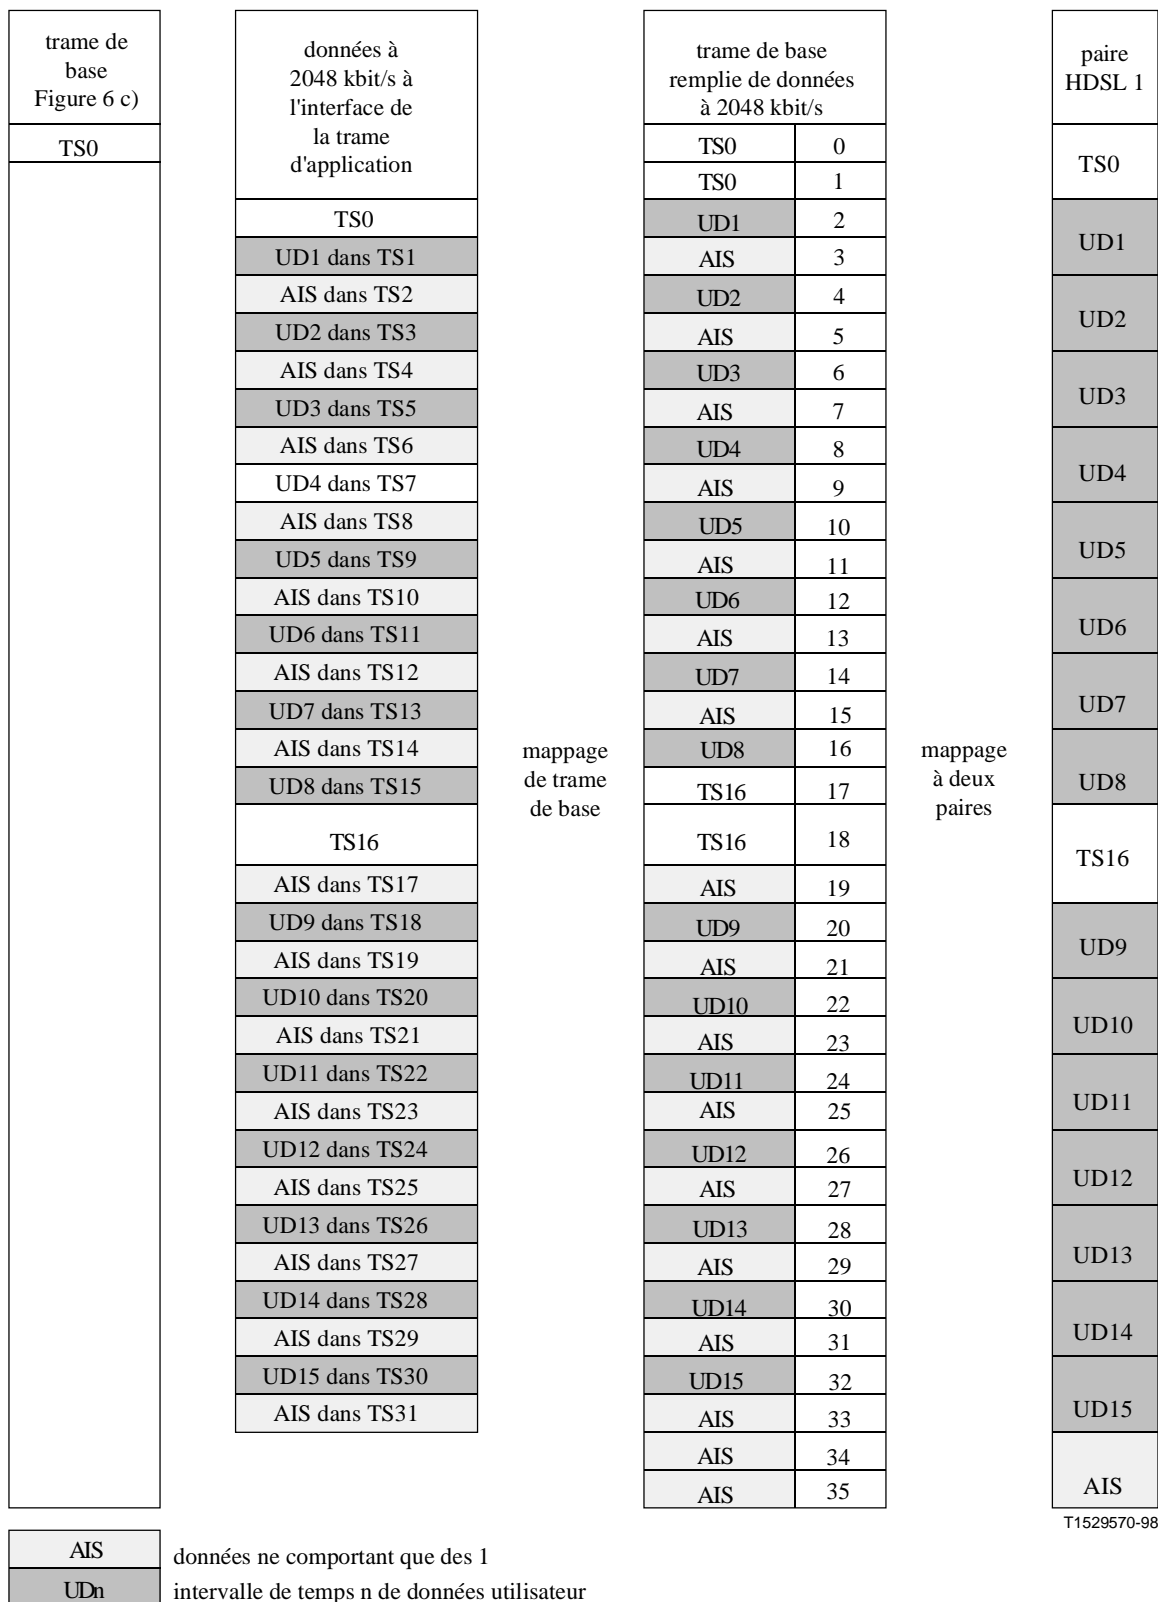 trame de
base
Figure 6 c)
TS0
données à
2048 kbit/s à
l'interface de
la trame
d'application
TS0
UD1 dans TS1
AIS dans TS2
UD2 dans TS3
AIS dans TS4
UD3 dans TS5
AIS dans TS6
UD4 dans TS7
AIS dans TS8
UD5 dans TS9
AIS dans TS10
UD6 dans TS11
AIS dans TS12
UD7 dans TS13
AIS dans TS14
UD8 dans TS15
TS16
AIS dans TS17
UD9 dans TS18
AIS dans TS19
UD10 dans TS20
AIS dans TS21
UD11 dans TS22
AIS dans TS23
UD12 dans TS24
AIS dans TS25
UD13 dans TS26
AIS dans TS27
UD14 dans TS28
AIS dans TS29
UD15 dans TS30
AIS dans TS31
mappage
de trame
de base
trame de base
remplie de données
à 2048 kbit/s
TS0 0
TS0 1
UD1 2
AIS 3
UD2 4
AIS 5
UD3 6
AIS 7
UD4 8
AIS 9
UD5 10
AIS 11
UD6 12
AIS 13
UD7 14
AIS 15
UD8 16
TS16 17
TS16 18
AIS 19
UD9 20
AIS 21
UD10 22
AIS 23
UD11 24
AIS 25
UD12 26
AIS 27
UD13 28
AIS 29
UD14 30
AIS 31
UD15 32
AIS 33
AIS 34
AIS 35
mappage
à deux
paires
paire
HDSL 1
TS0
UD1
UD2
UD3
UD4
UD5
UD6
UD7
UD8
TS16
UD9
UD10
UD11
UD12
UD13
UD14
UD15
AIS
T1529570-98
AIS données ne comportant que des 1
UDn intervalle de temps n de données utilisateur